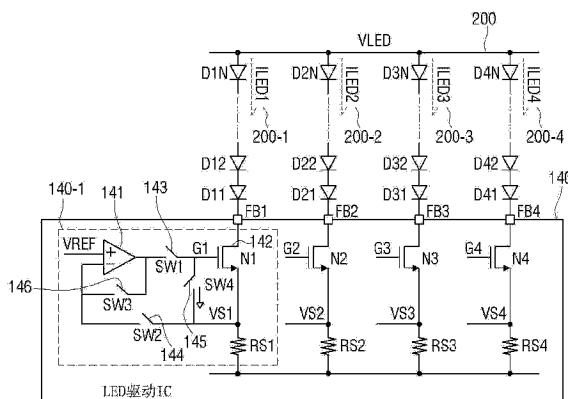 VLED
200
D1N
D2N
D3N
D4N
ILED1
ILED2
ILED3
ILED4
200-1
200-2
200-3
200-4
D12
D22
D32
D42
D11
D21
D31
D41
140-1
141
143
FB1
FB2
FB3
FB4
140
VREF
G1
142
SW1
N1
G2
N2
G3
N3
G4
N4
146
SW3
SW4
SW2
144
145
VS1
VS2
VS3
VS4
RS1
RS2
RS3
RS4
LED驱动IC